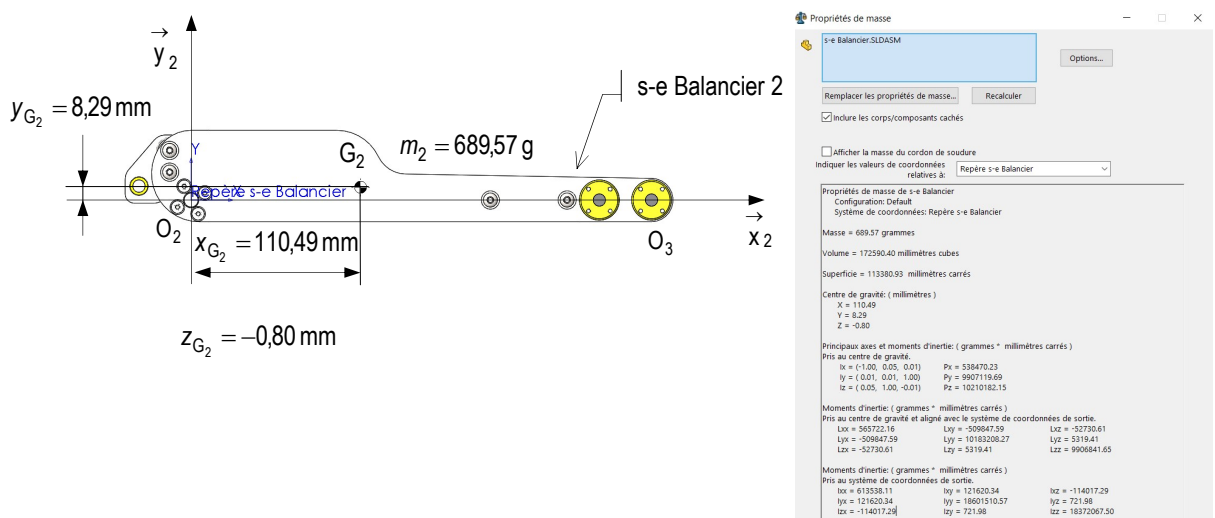 y₂
y_G₂ = 8,29 mm
s-e Balancier 2
G₂
m₂ = 689,57 g
Y
Repère s-e Balancier
X
O₂
x_G₂ = 110,49 mm
O₃
x₂
z_G₂ = −0,80 mm
Propriétés de masse
s-e Balancier.SLDASM
Options...
Remplacer les propriétés de masse...
Recalculer
Inclure les corps/composants cachés
Afficher la masse du cordon de soudure
Indiquer les valeurs de coordonnées
relatives à:
Repère s-e Balancier
Propriétés de masse de s-e Balancier
Configuration: Default
Système de coordonnées: Repère s-e Balancier
Masse = 689.57 grammes
Volume = 172590.40 millimètres cubes
Superficie = 113380.93 millimètres carrés
Centre de gravité: ( millimètres )
X = 110.49
Y = 8.29
Z = -0.80
Principaux axes et moments d'inertie: ( grammes * millimètres carrés )
Pris au centre de gravité.
Ix = (-1.00, 0.05, 0.01) Px = 538470.23
Iy = ( 0.01, 0.01, 1.00) Py = 9907119.69
Iz = ( 0.05, 1.00, -0.01) Pz = 10210182.15
Moments d'inertie: ( grammes * millimètres carrés )
Pris au centre de gravité et aligné avec le système de coordonnées de sortie.
Lxx = 565722.16 Lxy = -509847.59 Lxz = -52730.61
Lyx = -509847.59 Lyy = 10183208.27 Lyz = 5319.41
Lzx = -52730.61 Lzy = 5319.41 Lzz = 9906841.65
Moments d'inertie: ( grammes * millimètres carrés )
Pris au système de coordonnées de sortie.
Ixx = 613538.11 Ixy = 121620.34 Ixz = -114017.29
Iyx = 121620.34 Iyy = 18601510.57 Iyz = 721.98
Izx = -114017.29 Izy = 721.98 Izz = 18372067.50